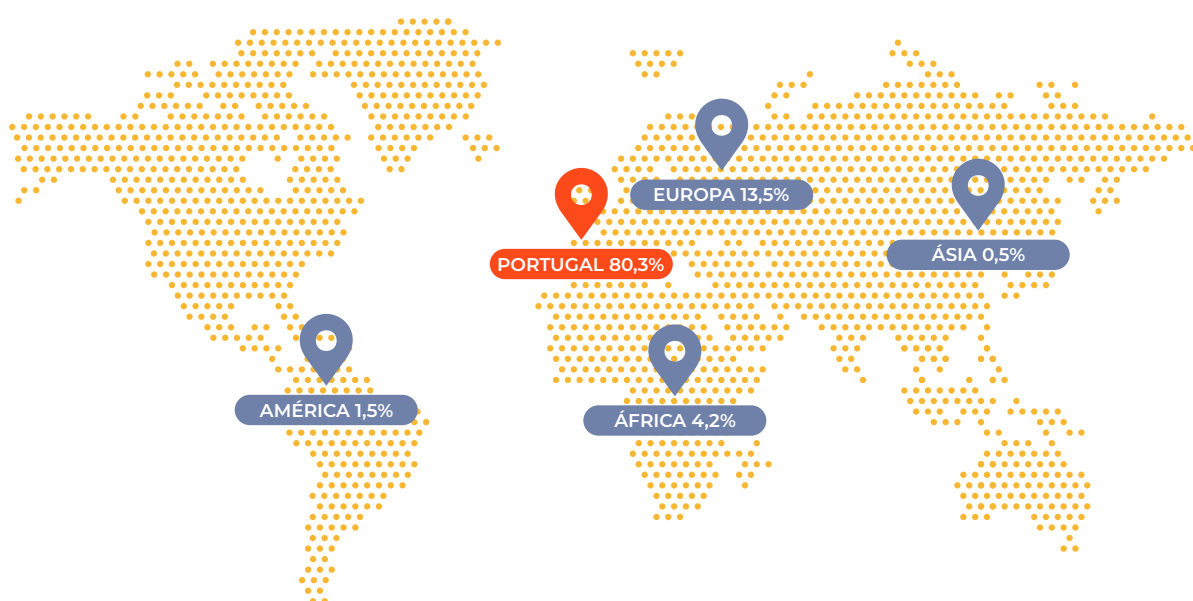 EUROPA 13,5%
PORTUGAL 80,3%
ÁSIA 0,5%
AMÉRICA 1,5%
ÁFRICA 4,2%